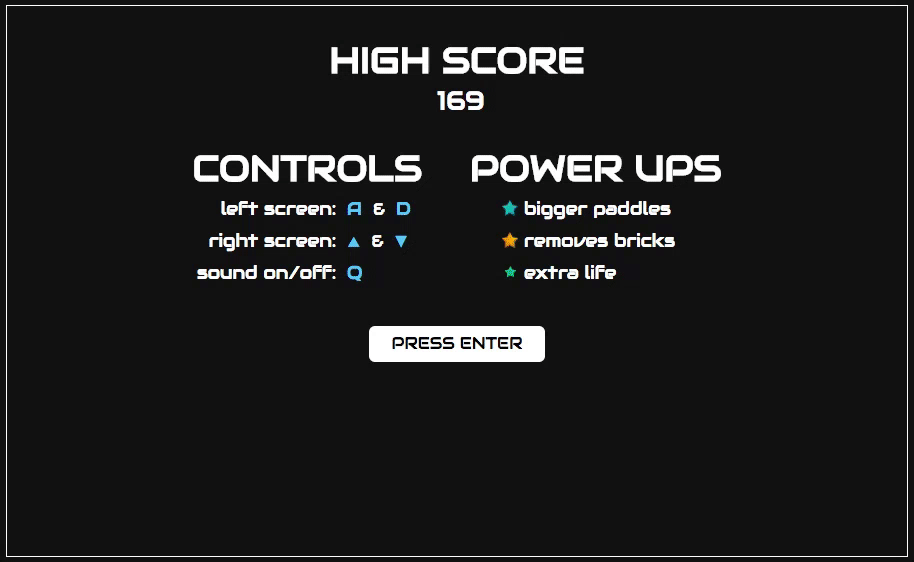 HIGH SCORE
169
CONTROLS
left screen: A & D
right screen: ▲ & ▼
sound on/off: Q
POWER UPS
bigger paddles
removes bricks
extra life
PRESS ENTER